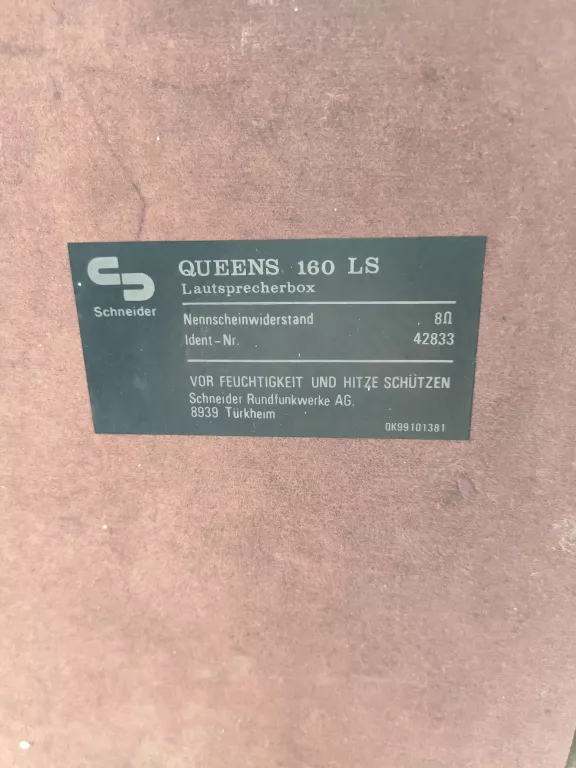 QUEENS 160 LS
Lautsprecherbox
Schneider
Nennscheinwiderstand 8Ω
Ident-Nr. 42833
VOR FEUCHTIGKEIT UND HITZE SCHÜTZEN
Schneider Rundfunkwerke AG.
8939 Türkheim
QK99101381